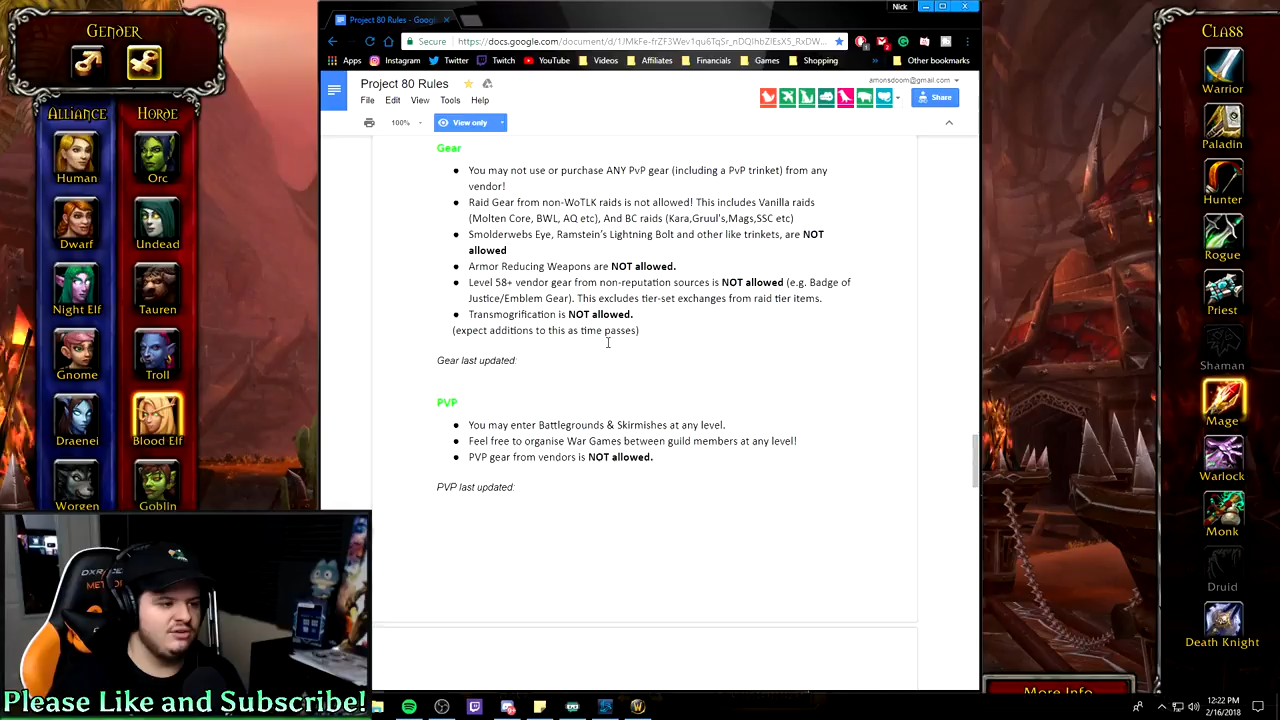 GENDER
ALLIANCE
HORDE
Human
Orc
Dwarf
Undead
Night Elf
Tauren
Gnome
Troll
Draenei
Blood Elf
Worgen
Goblin
Project 80 Rules - Goog
Nick
Secure
https://docs.google.com/document/d/
Apps
Instagram
Twitter
Twitch
YouTube
Videos
Affiliates
Financials
Games
Shopping
»
Other bookmarks
Project 80 Rules
amonsdoom@gmail.com
File Edit View Tools Help
Share
100%
View only
Gear
● You may not use or purchase ANY PvP gear (including a PvP trinket) from any
vendor!
● Raid Gear from non-WoTLK raids is not allowed! This includes Vanilla raids
(Molten Core, BWL, AQ etc), And BC raids (Kara,Gruul's,Mags,SSC etc)
● Smolderwebs Eye, Ramstein's Lightning Bolt and other like trinkets, are NOT
allowed
● Armor Reducing Weapons are NOT allowed.
● Level 58+ vendor gear from non-reputation sources is NOT allowed (e.g. Badge of
Justice/Emblem Gear). This excludes tier-set exchanges from raid tier items.
● Transmogrification is NOT allowed.
(expect additions to this as time passes)
Gear last updated:
PVP
● You may enter Battlegrounds & Skirmishes at any level.
● Feel free to organise War Games between guild members at any level!
● PVP gear from vendors is NOT allowed.
PVP last updated:
CLASS
Warrior
Paladin
Hunter
Rogue
Priest
Shaman
Mage
Warlock
Monk
Druid
Death Knight
More Info
DXRACER
Please Like and Subscribe!
12:22 PM
2/16/2018